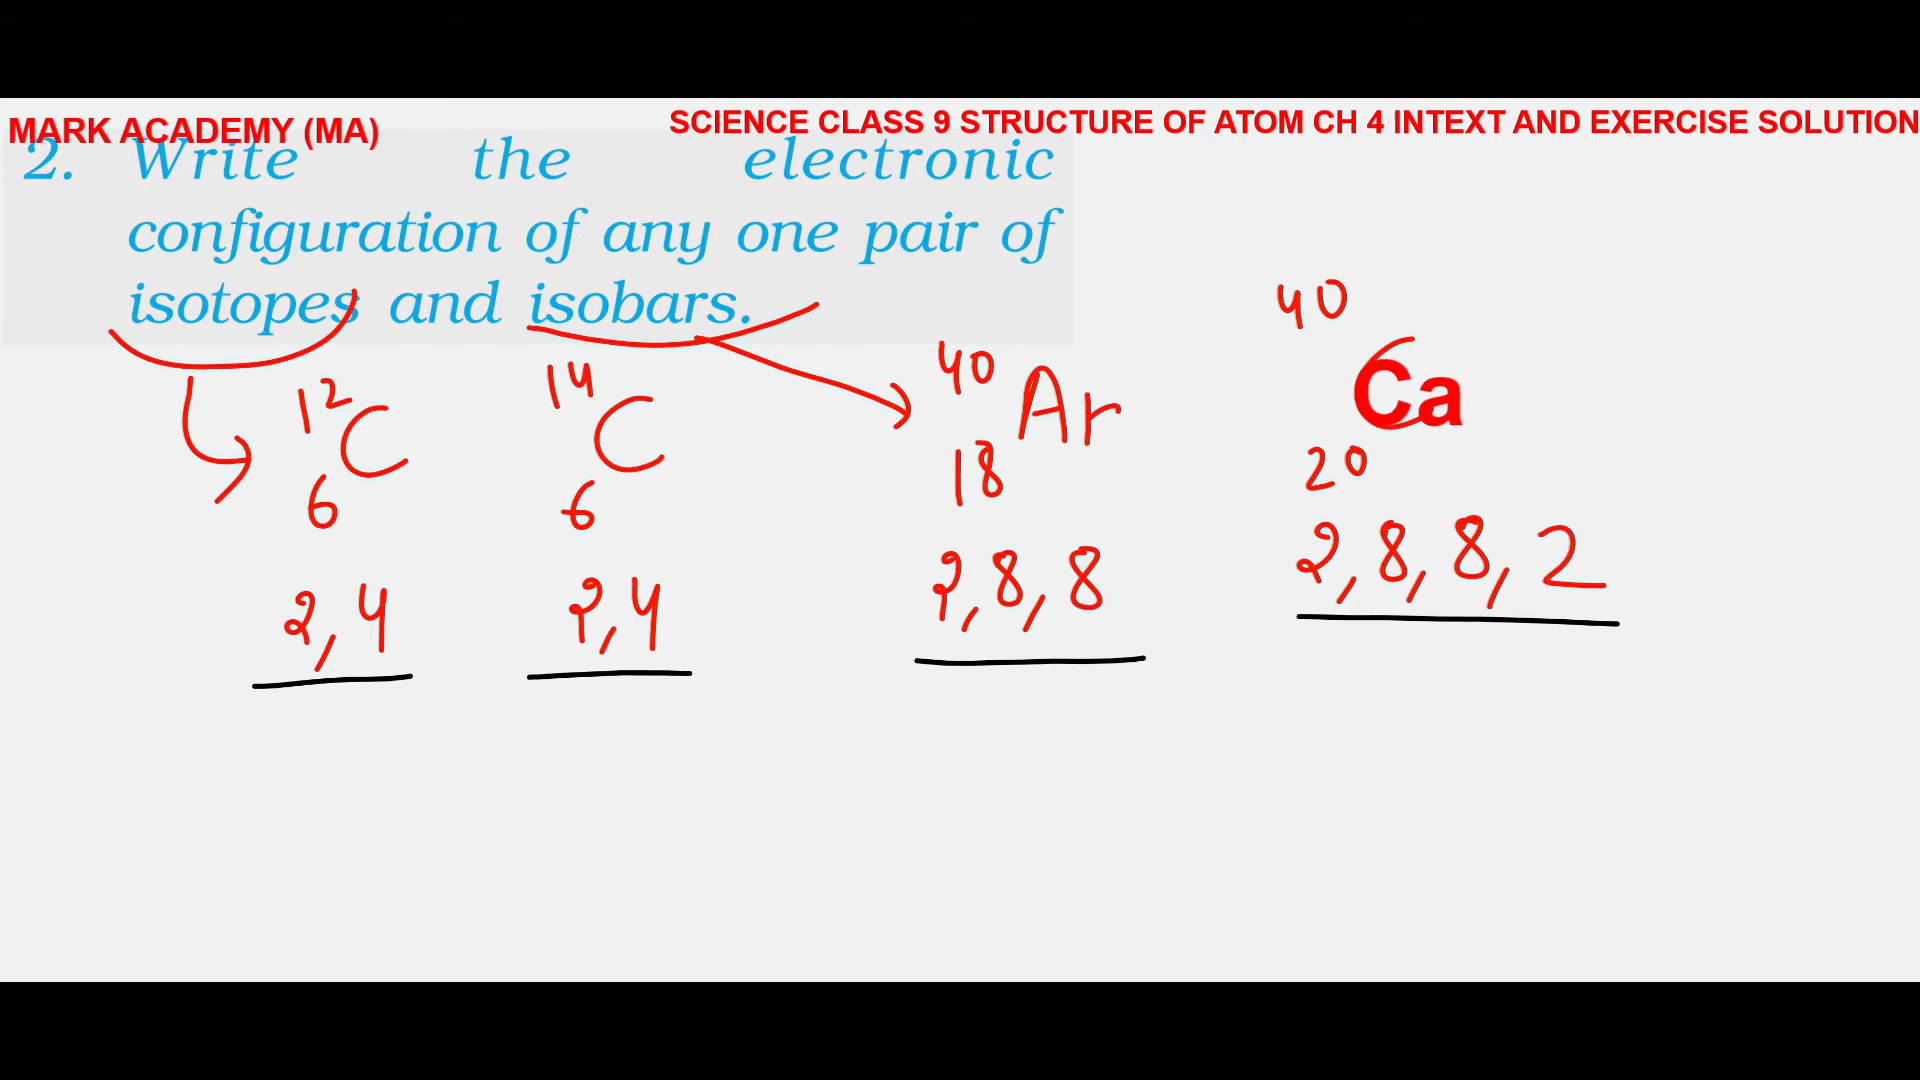 MARK ACADEMY (MA)
SCIENCE CLASS 9 STRUCTURE OF ATOM CH 4 INTEXT AND EXERCISE SOLUTION
2. Write the electronic
configuration of any one pair of
isotopes and isobars.
12 C 6
14 C 6
40 Ar 18
40 Ca 20
2,4
2,4
2,8,8
2,8,8,2